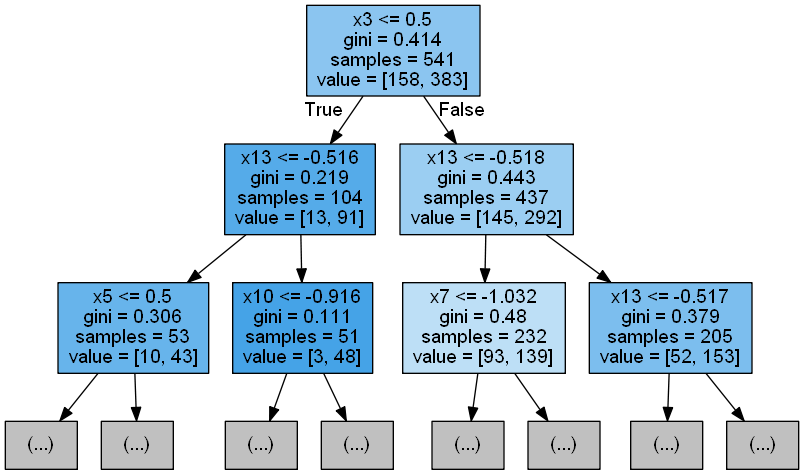 x3 <= 0.5
gini = 0.414
samples = 541
value = [158, 383]
True
False
x13 <= -0.516
gini = 0.219
samples = 104
value = [13, 91]
x13 <= -0.518
gini = 0.443
samples = 437
value = [145, 292]
x5 <= 0.5
gini = 0.306
samples = 53
value = [10, 43]
x10 <= -0.916
gini = 0.111
samples = 51
value = [3, 48]
x7 <= -1.032
gini = 0.48
samples = 232
value = [93, 139]
x13 <= -0.517
gini = 0.379
samples = 205
value = [52, 153]
(...)
(...)
(...)
(...)
(...)
(...)
(...)
(...)